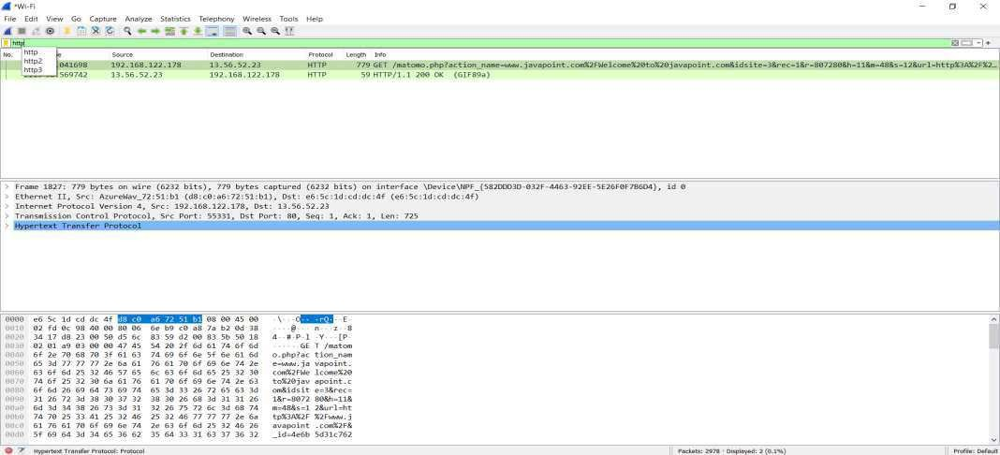 *Wi-Fi
File Edit View Go Capture Analyze Statistics Telephony Wireless Tools Help
http
No. Source Destination Protocol Length Info
http
http2
http3
041698 192.168.122.178 13.56.52.23 HTTP 779 GET /matomo.php?action_name=www.javapoint.com%2FWelcome%20to%20javapoint.com&idsite=3&rec=1&r=807280&h=11&m=48&s=12&url=http%3A%2F%2…
569742 13.56.52.23 192.168.122.178 HTTP 59 HTTP/1.1 200 OK (GIF89a)
> Frame 1827: 779 bytes on wire (6232 bits), 779 bytes captured (6232 bits) on interface \Device\NPF_{582DDD3D-032F-4463-92EE-5E26F0F7B6D4}, id 0
> Ethernet II, Src: AzureWav_72:51:b1 (d8:c0:a6:72:51:b1), Dst: e6:5c:1d:cd:dc:4f (e6:5c:1d:cd:dc:4f)
> Internet Protocol Version 4, Src: 192.168.122.178, Dst: 13.56.52.23
> Transmission Control Protocol, Src Port: 55331, Dst Port: 80, Seq: 1, Ack: 1, Len: 725
> Hypertext Transfer Protocol
0000 e6 5c 1d cd dc 4f d8 c0 a6 72 51 b1 08 00 45 00 ·\···O·· ·rQ···E·
0010 02 fd 0c 98 40 00 80 06 6e b9 c0 a8 7a b2 0d 38 ····@··· n···z··8
0020 34 17 d8 23 00 50 d5 6c 83 59 d2 00 83 5b 50 18 4··#·P·l ·Y···[P·
0030 02 01 a9 03 00 00 47 45 54 20 2f 6d 61 74 6f 6d ······GE T /matom
0040 6f 2e 70 68 70 3f 61 63 74 69 6f 6e 5f 6e 61 6d o.php?ac tion_nam
0050 65 3d 77 77 77 2e 6a 61 76 61 70 6f 69 6e 74 2e e=www.ja vapoint.
0060 63 6f 6d 25 32 46 57 65 6c 63 6f 6d 65 25 32 30 com%2FWe lcome%20
0070 74 6f 25 32 30 6a 61 76 61 70 6f 69 6e 74 2e 63 to%20jav apoint.c
0080 6f 6d 26 69 64 73 69 74 65 3d 33 26 72 65 63 3d om&idsit e=3&rec=
0090 31 26 72 3d 38 30 37 32 38 30 26 68 3d 31 31 26 1&r=8072 80&h=11&
00a0 6d 3d 34 38 26 73 3d 31 32 26 75 72 6c 3d 68 74 m=48&s=1 2&url=ht
00b0 74 70 25 33 41 25 32 46 25 32 46 77 77 77 2e 6a tp%3A%2F %2Fwww.j
00c0 61 76 61 70 6f 69 6e 74 2e 63 6f 6d 25 32 46 26 avapoint .com%2F&
00d0 5f 69 64 3d 34 65 36 62 35 64 33 31 63 37 36 32 _id=4e6b 5d31c762
Hypertext Transfer Protocol: Protocol Packets: 2978 · Displayed: 2 (0.1%) Profile: Default